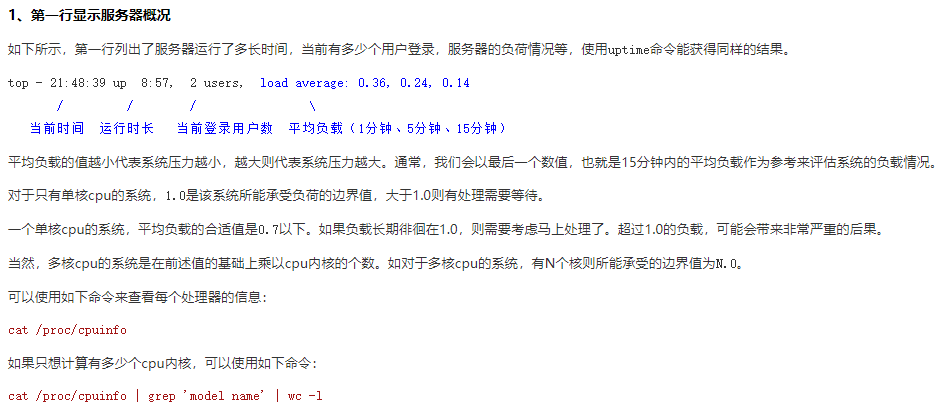 1、第一行显示服务器概况
如下所示，第一行列出了服务器运行了多长时间，当前有多少个用户登录，服务器的负荷情况等，使用uptime命令能获得同样的结果。
top - 21:48:39 up  8:57,  2 users,  load average: 0.36, 0.24, 0.14
/ / / \
当前时间 运行时长 当前登录用户数 平均负载（1分钟、5分钟、15分钟）
平均负载的值越小代表系统压力越小，越大则代表系统压力越大。通常，我们会以最后一个数值，也就是15分钟内的平均负载作为参考来评估系统的负载情况。
对于只有单核cpu的系统，1.0是该系统所能承受负荷的边界值，大于1.0则有处理需要等待。
一个单核cpu的系统，平均负载的合适值是0.7以下。如果负载长期徘徊在1.0，则需要考虑马上处理了。超过1.0的负载，可能会带来非常严重的后果。
当然，多核cpu的系统是在前述值的基础上乘以cpu内核的个数。如对于多核cpu的系统，有N个核则所能承受的边界值为N.0。
可以使用如下命令来查看每个处理器的信息：
cat /proc/cpuinfo
如果只想计算有多少个cpu内核，可以使用如下命令：
cat /proc/cpuinfo | grep 'model name' | wc -l